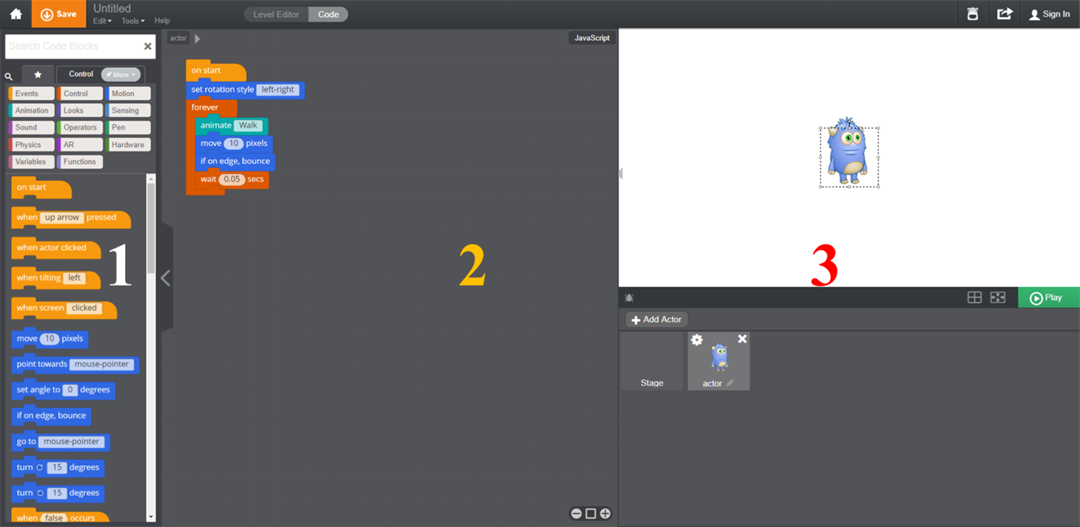 Save
Untitled
Edit Tools Help
Level Editor Code
Sign In
Search Code Blocks
Control More
Events Control Motion
Animation Looks Sensing
Sound Operators Pen
Physics AR Hardware
Variables Functions
on start
when up arrow pressed
when actor clicked
when tilting left
when screen clicked
move 10 pixels
point towards mouse-pointer
set angle to 0 degrees
if on edge, bounce
go to mouse-pointer
turn 15 degrees
turn 15 degrees
when false occurs
1
actor
JavaScript
on start
set rotation style left-right
forever
animate Walk
move 10 pixels
if on edge, bounce
wait 0.05 secs
2
3
Play
Add Actor
Stage
actor